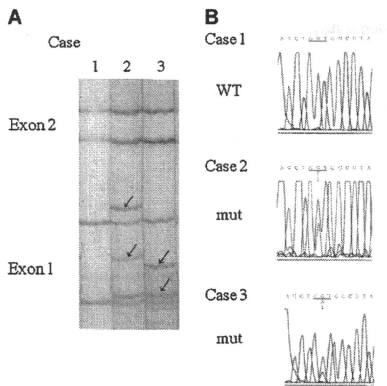 A
Case
1 2 3
Exon 2
Exon 1
B
Case 1
WT
Case 2
mut
Case 3
mut